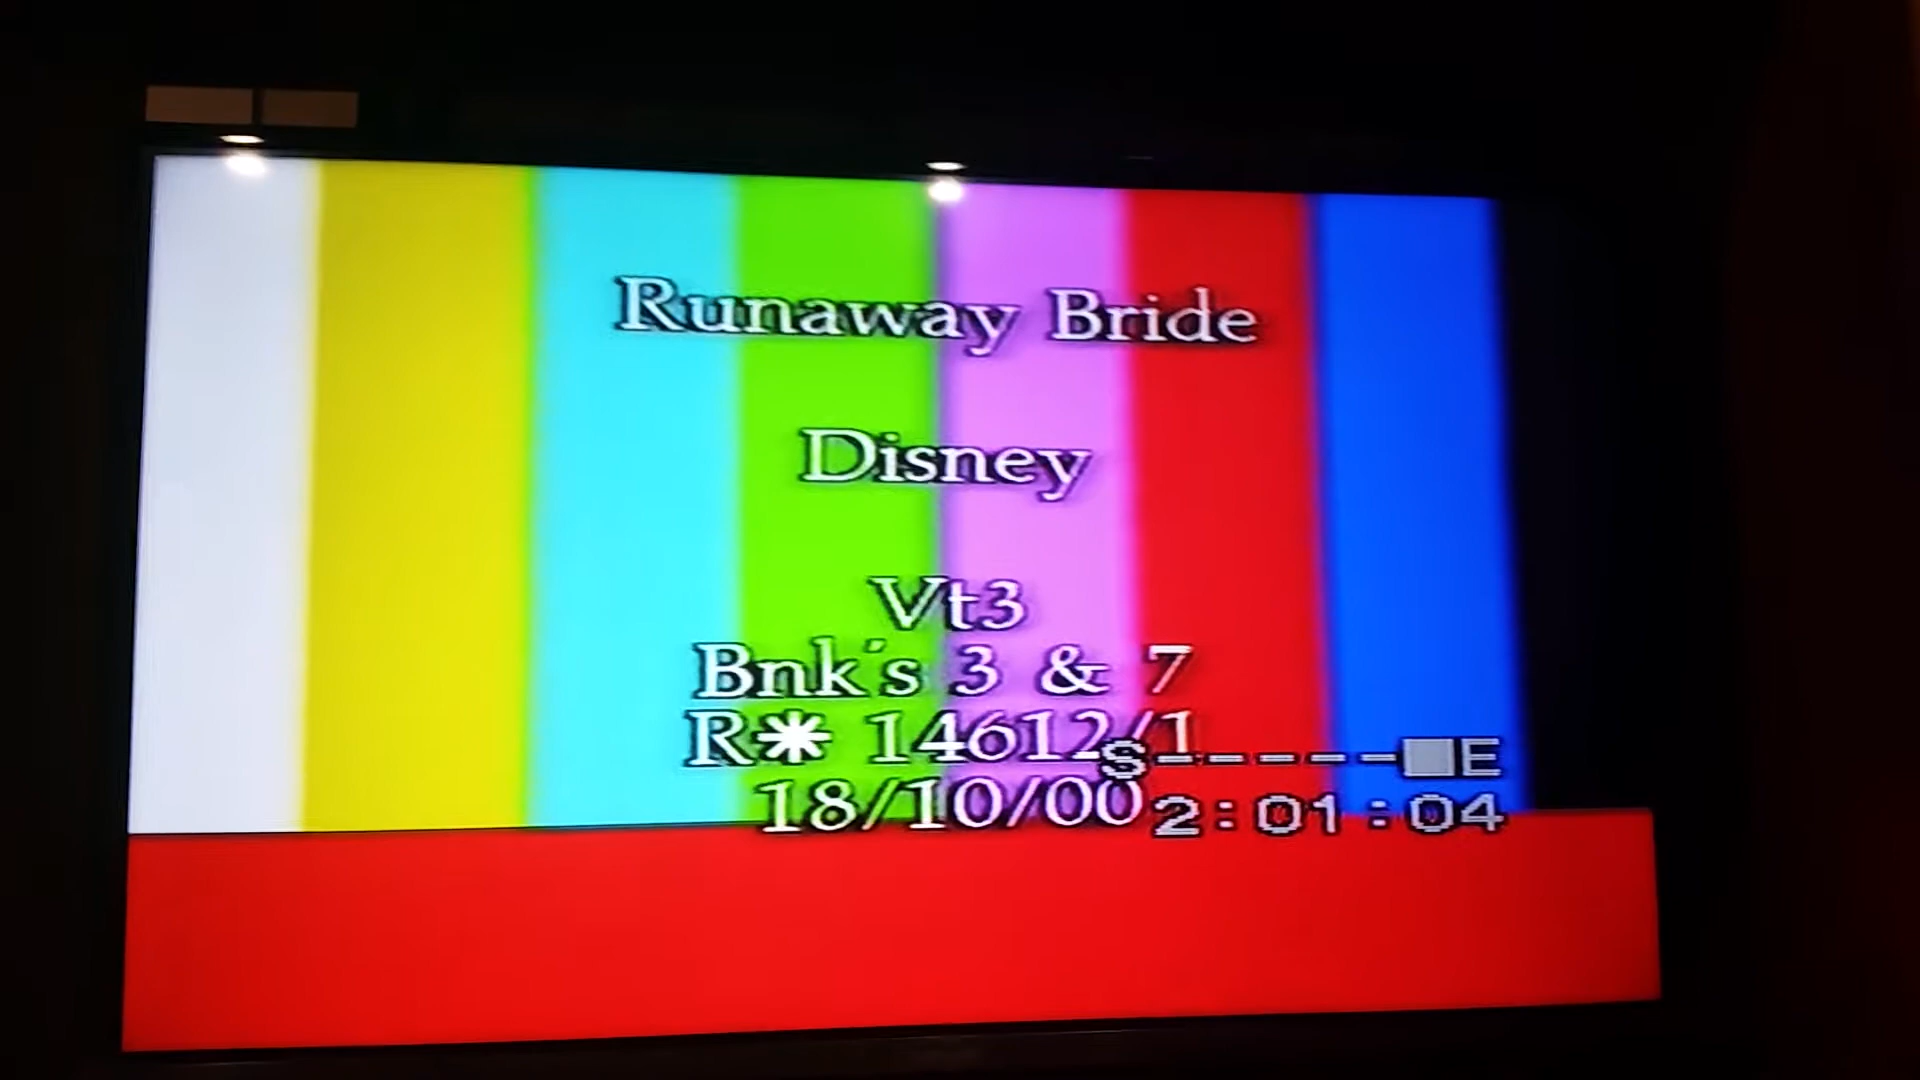 Runaway Bride
Disney
Vt3
Bnk's 3 & 7
R* 14612/1
S-----■E
18/10/00
2:01:04